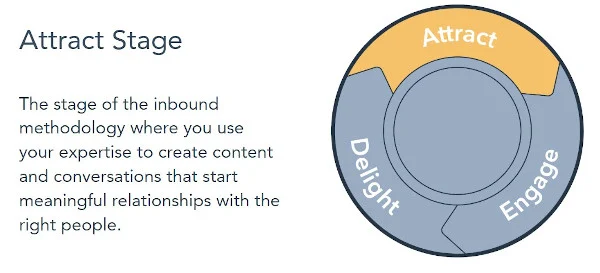 Attract Stage
The stage of the inbound
methodology where you use
your expertise to create content
and conversations that start
meaningful relationships with the
right people.
Attract
Engage
Delight